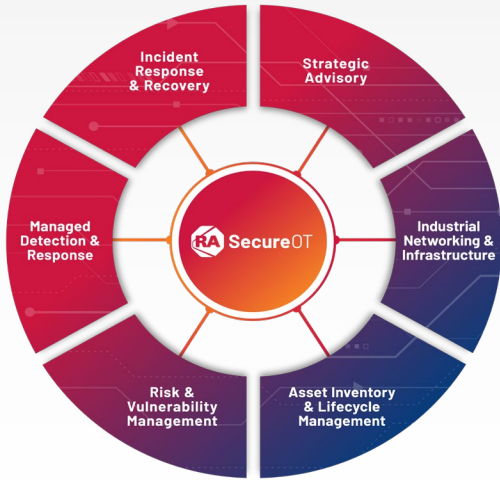 Incident
Response
& Recovery
Strategic
Advisory
Managed
Detection &
Response
RA SecureOT
Industrial
Networking &
Infrastructure
Risk &
Vulnerability
Management
Asset Inventory
& Lifecycle
Management